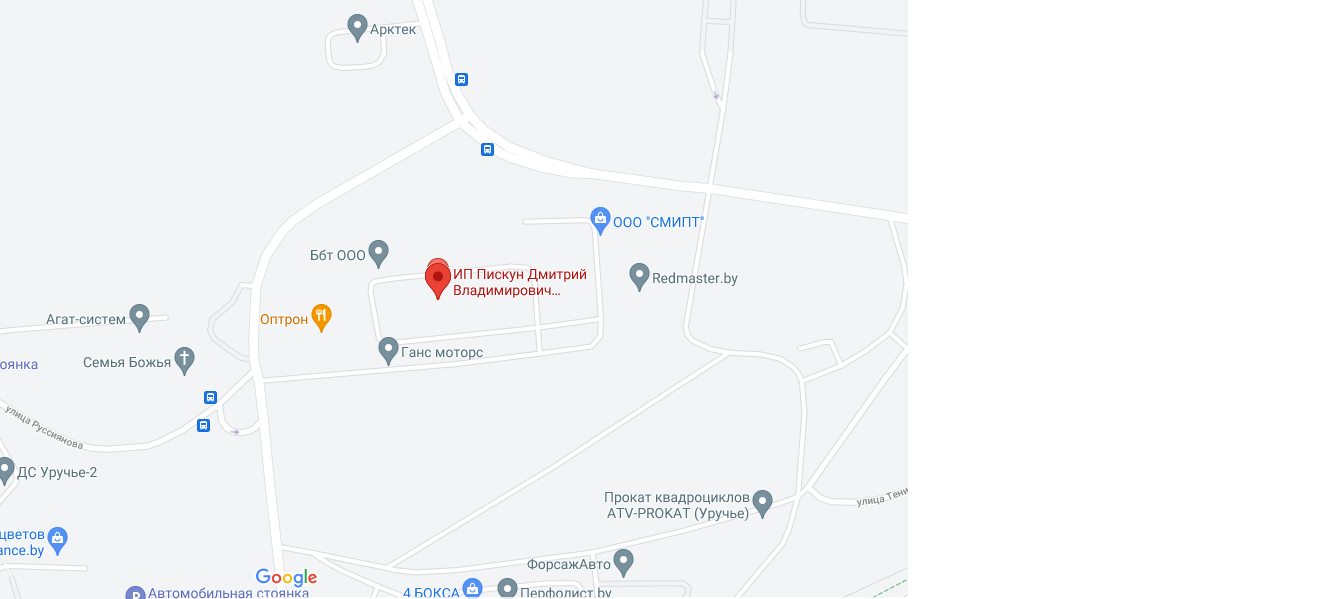 Арктек
ООО "СМИПТ"
Ббт ООО
ИП Пискун Дмитрий
Владимирович...
Redmaster.by
Агат-систем
Оптрон
Ганс моторс
Семья Божья
оянка
улица Руссиянова
ДС Уручье-2
Прокат квадроциклов
ATV-PROKAT (Уручье)
улица Тени
цветов
ance.by
ФорсажАвто
Google
Автомобильная стоянка
4 БОКСА
Перфолист.by
P